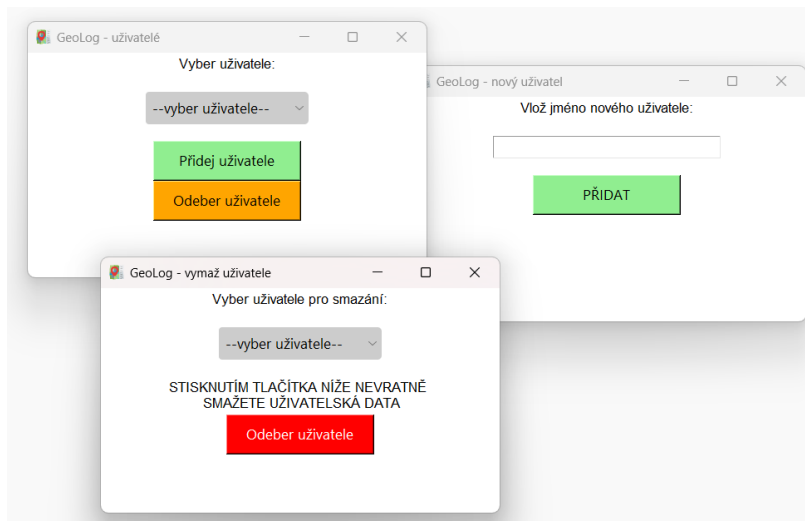 GeoLog - uživatelé
Vyber uživatele:
--vyber uživatele--
Přidej uživatele
Odeber uživatele
GeoLog - nový uživatel
Vlož jméno nového uživatele:
PŘIDAT
GeoLog - vymaž uživatele
Vyber uživatele pro smazání:
--vyber uživatele--
STISKNUTÍM TLAČÍTKA NÍŽE NEVRATNĚ
SMAŽETE UŽIVATELSKÁ DATA
Odeber uživatele